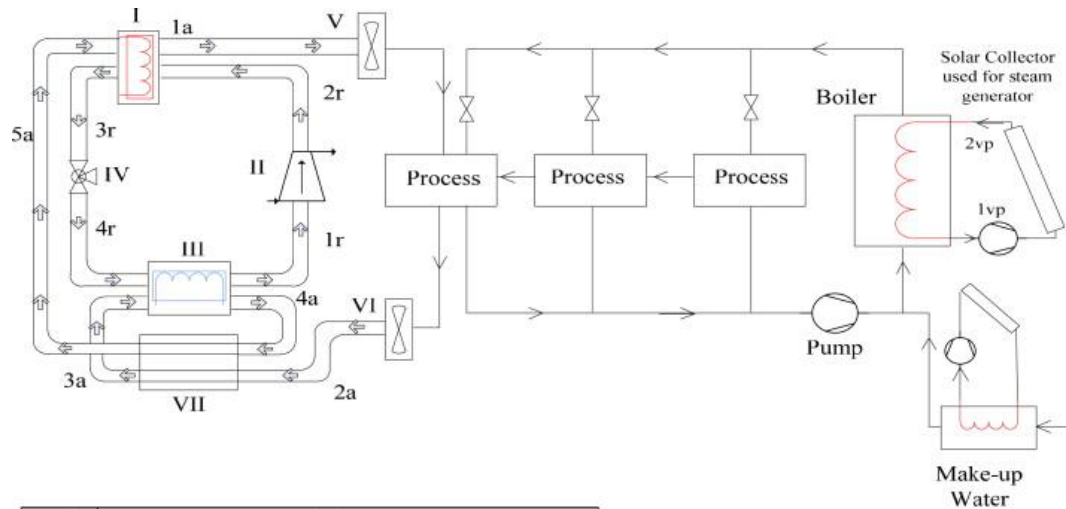 I
1a
V
Solar Collector
used for steam
generator
Boiler
2r
5a
3r
2vp
II
IV
Process
Process
Process
1vp
4r
1r
III
4a
VI
Pump
3a
2a
VII
Make-up
Water